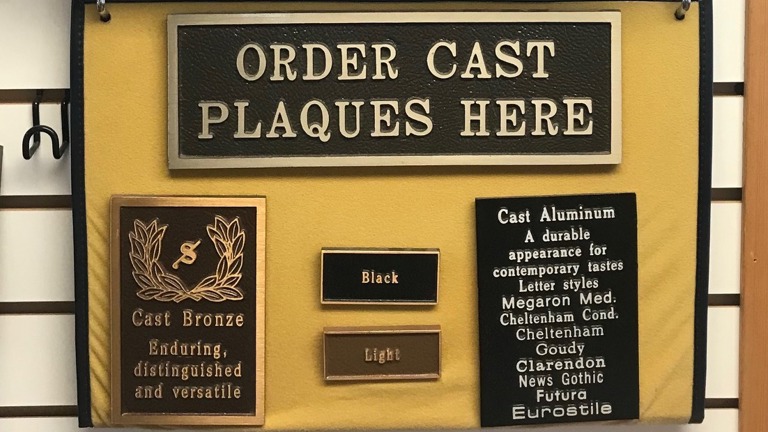 ORDER CAST
PLAQUES HERE
S
Cast Bronze
Enduring,
distinguished
and versatile
Black
Light
Cast Aluminum
A durable
appearance for
contemporary tastes
Letter styles
Megaron Med.
Cheltenham Cond.
Cheltenham
Goudy
Clarendon
News Gothic
Futura
Eurostile